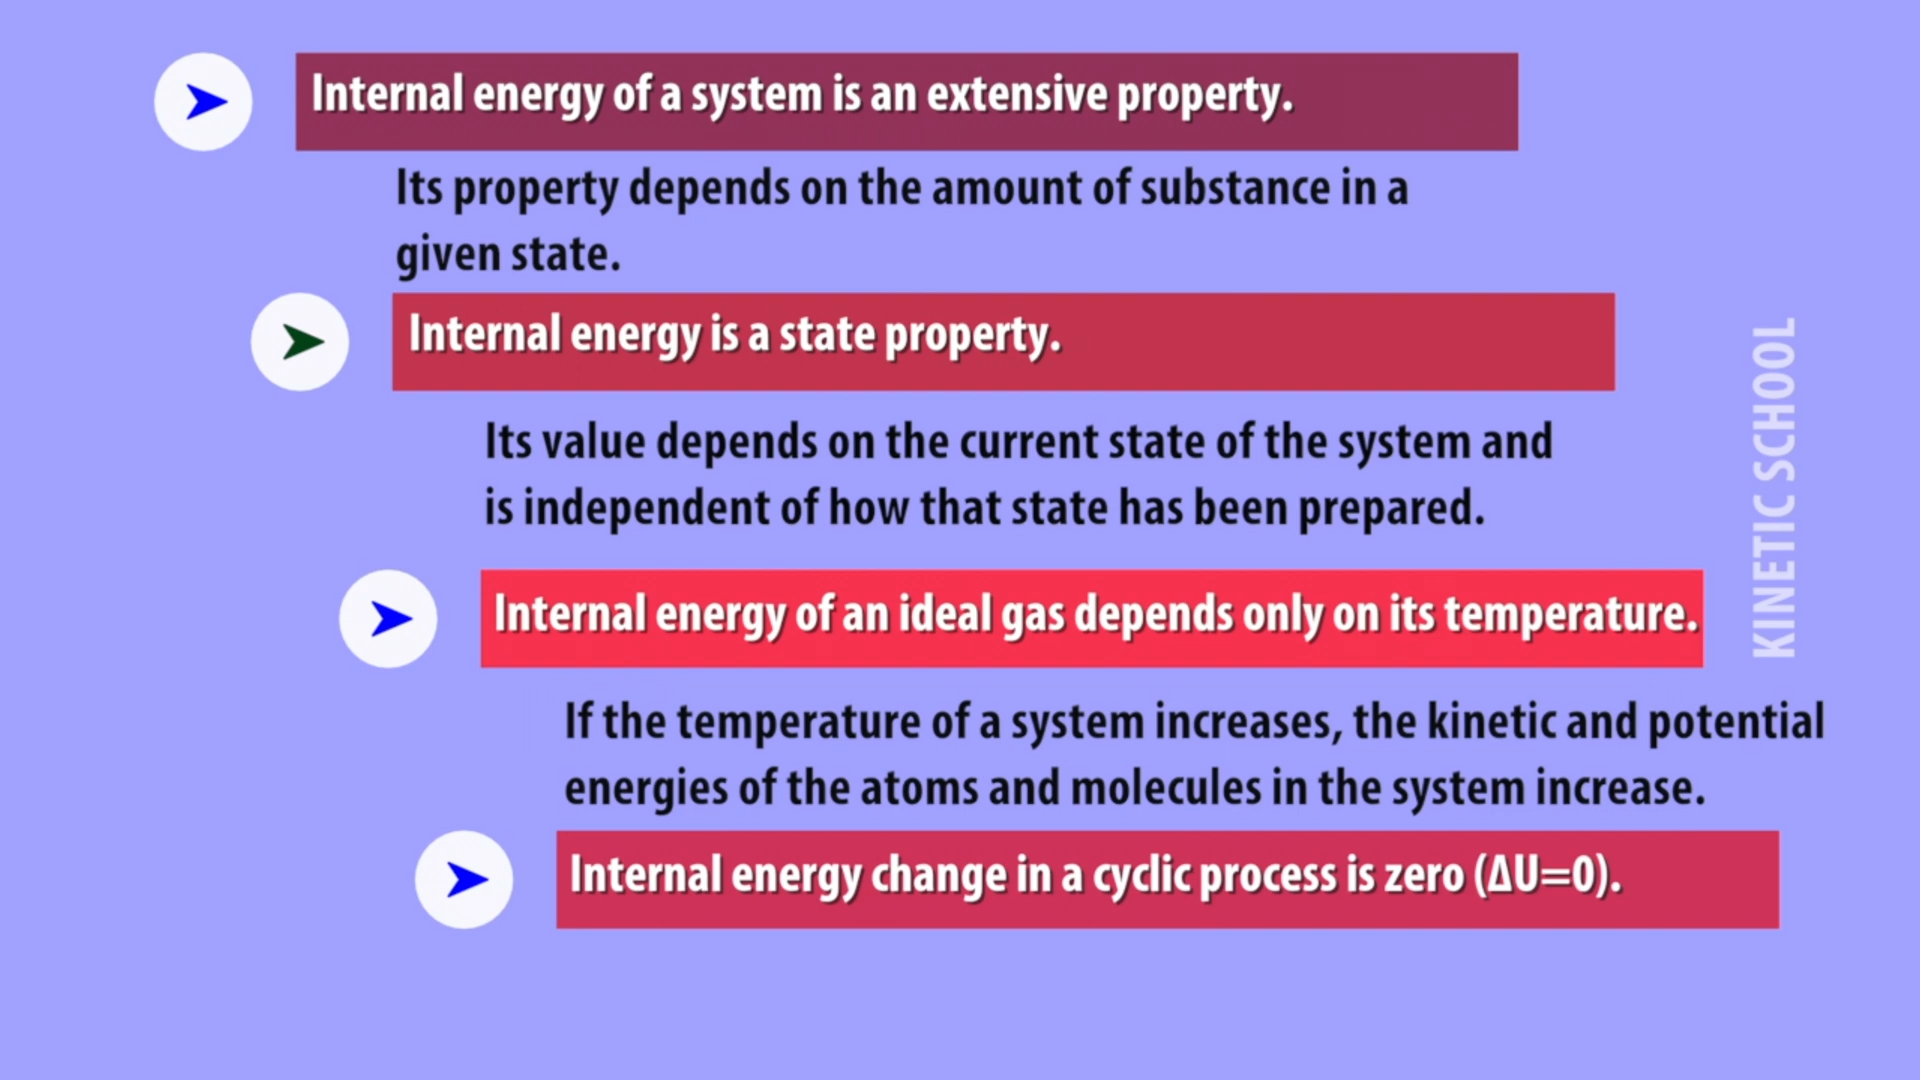 Internal energy of a system is an extensive property.
Its property depends on the amount of substance in a
given state.
Internal energy is a state property.
Its value depends on the current state of the system and
is independent of how that state has been prepared.
Internal energy of an ideal gas depends only on its temperature.
If the temperature of a system increases, the kinetic and potential
energies of the atoms and molecules in the system increase.
Internal energy change in a cyclic process is zero (ΔU=0).
KINETIC SCHOOL